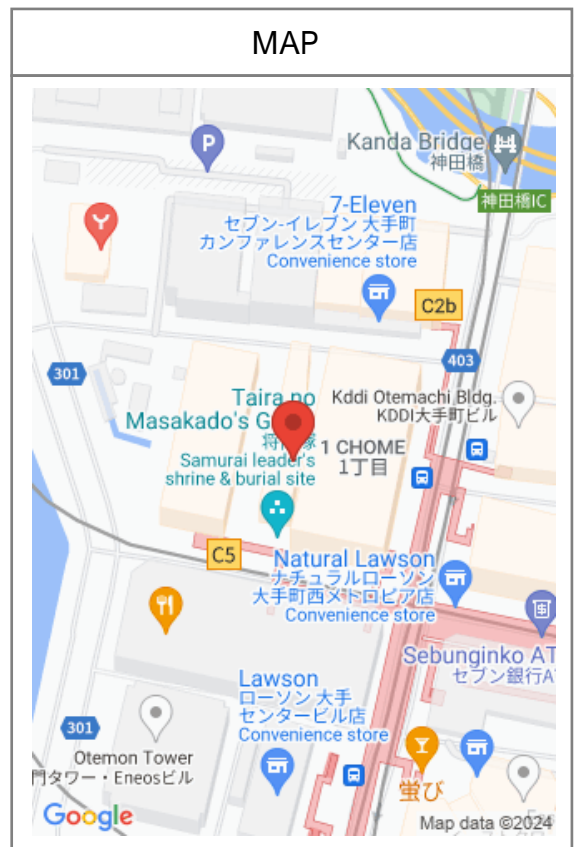 MAP
Kanda Bridge
神田橋
神田橋IC
7-Eleven
セブン-イレブン 大手町
カンファレンスセンター店
Convenience store
C2b
403
301
Taira no
Masakado's G
将
塚
Samurai leader's
shrine & burial site
Kddi Otemachi Bldg.
KDDI大手町ビル
1 CHOME
1丁目
C5
Natural Lawson
ナチュラルローソン
大手町西メトロピア店
Convenience store
Sebunginko AT
セブン銀行A
Lawson
ローソン 大手
センタービル店
Convenience store
301
Otemon Tower
門タワー・Eneosビル
蛍び
Google
Map data ©2024